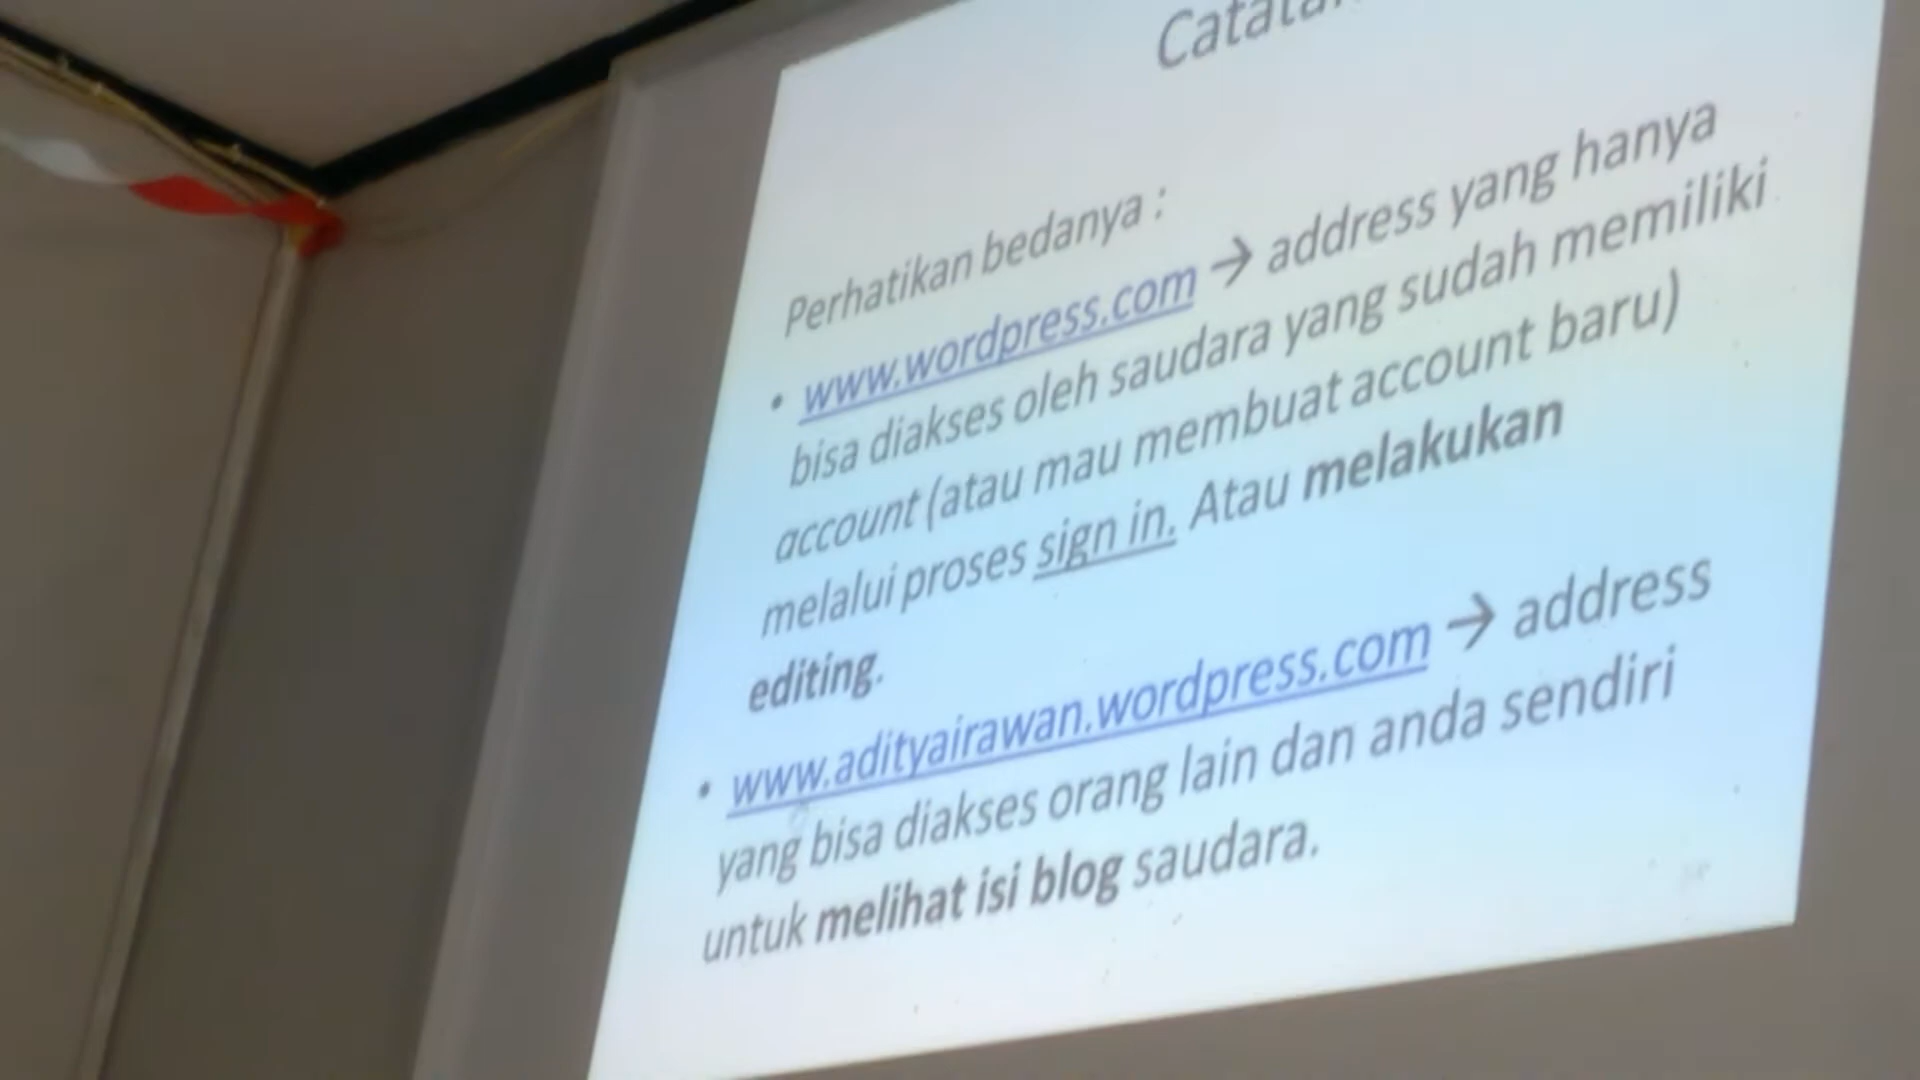 Perhatikan bedanya :
• www.wordpress.com → address yang hanya
bisa diakses oleh saudara yang sudah memiliki
account (atau mau membuat account baru)
melalui proses sign in. Atau melakukan
editing.
• www.adityairawan.wordpress.com → address
yang bisa diakses orang lain dan anda sendiri
untuk melihat isi blog saudara.